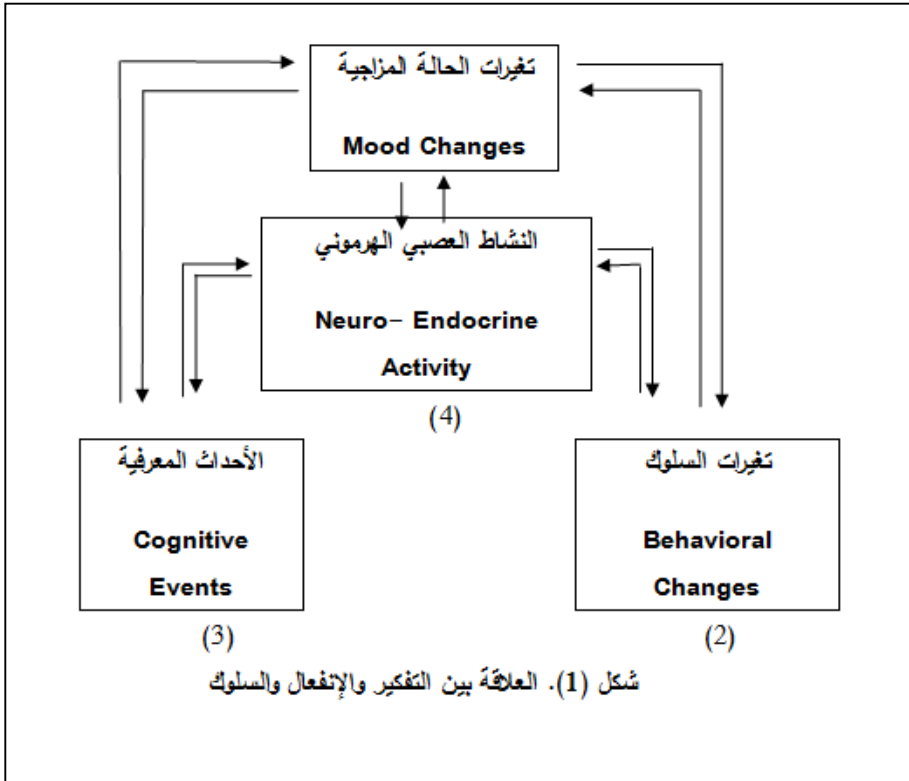 تغيرات الحالة المزاجية
Mood Changes
النشاط العصبي الهرموني
Neuro- Endocrine
Activity
(4)
الأحداث المعرفية
Cognitive
Events
(3)
تغيرات السلوك
Behavioral
Changes
(2)
شكل (1). العلاقة بين التفكير والإنفعال والسلوك